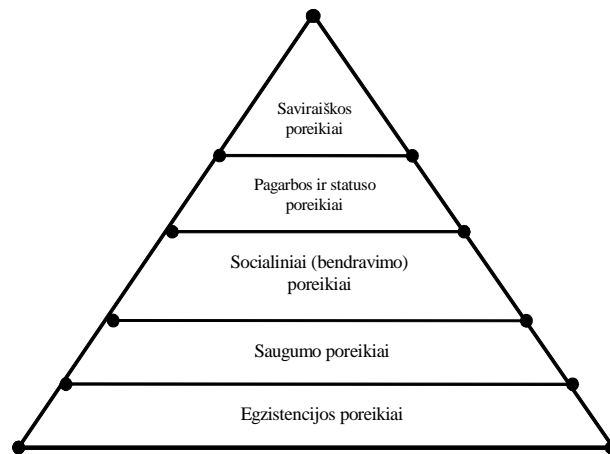 Saviraiškos
poreikiai
Pagarbos ir statuso
poreikiai
Socialiniai (bendravimo)
poreikiai
Saugumo poreikiai
Egzistencijos poreikiai